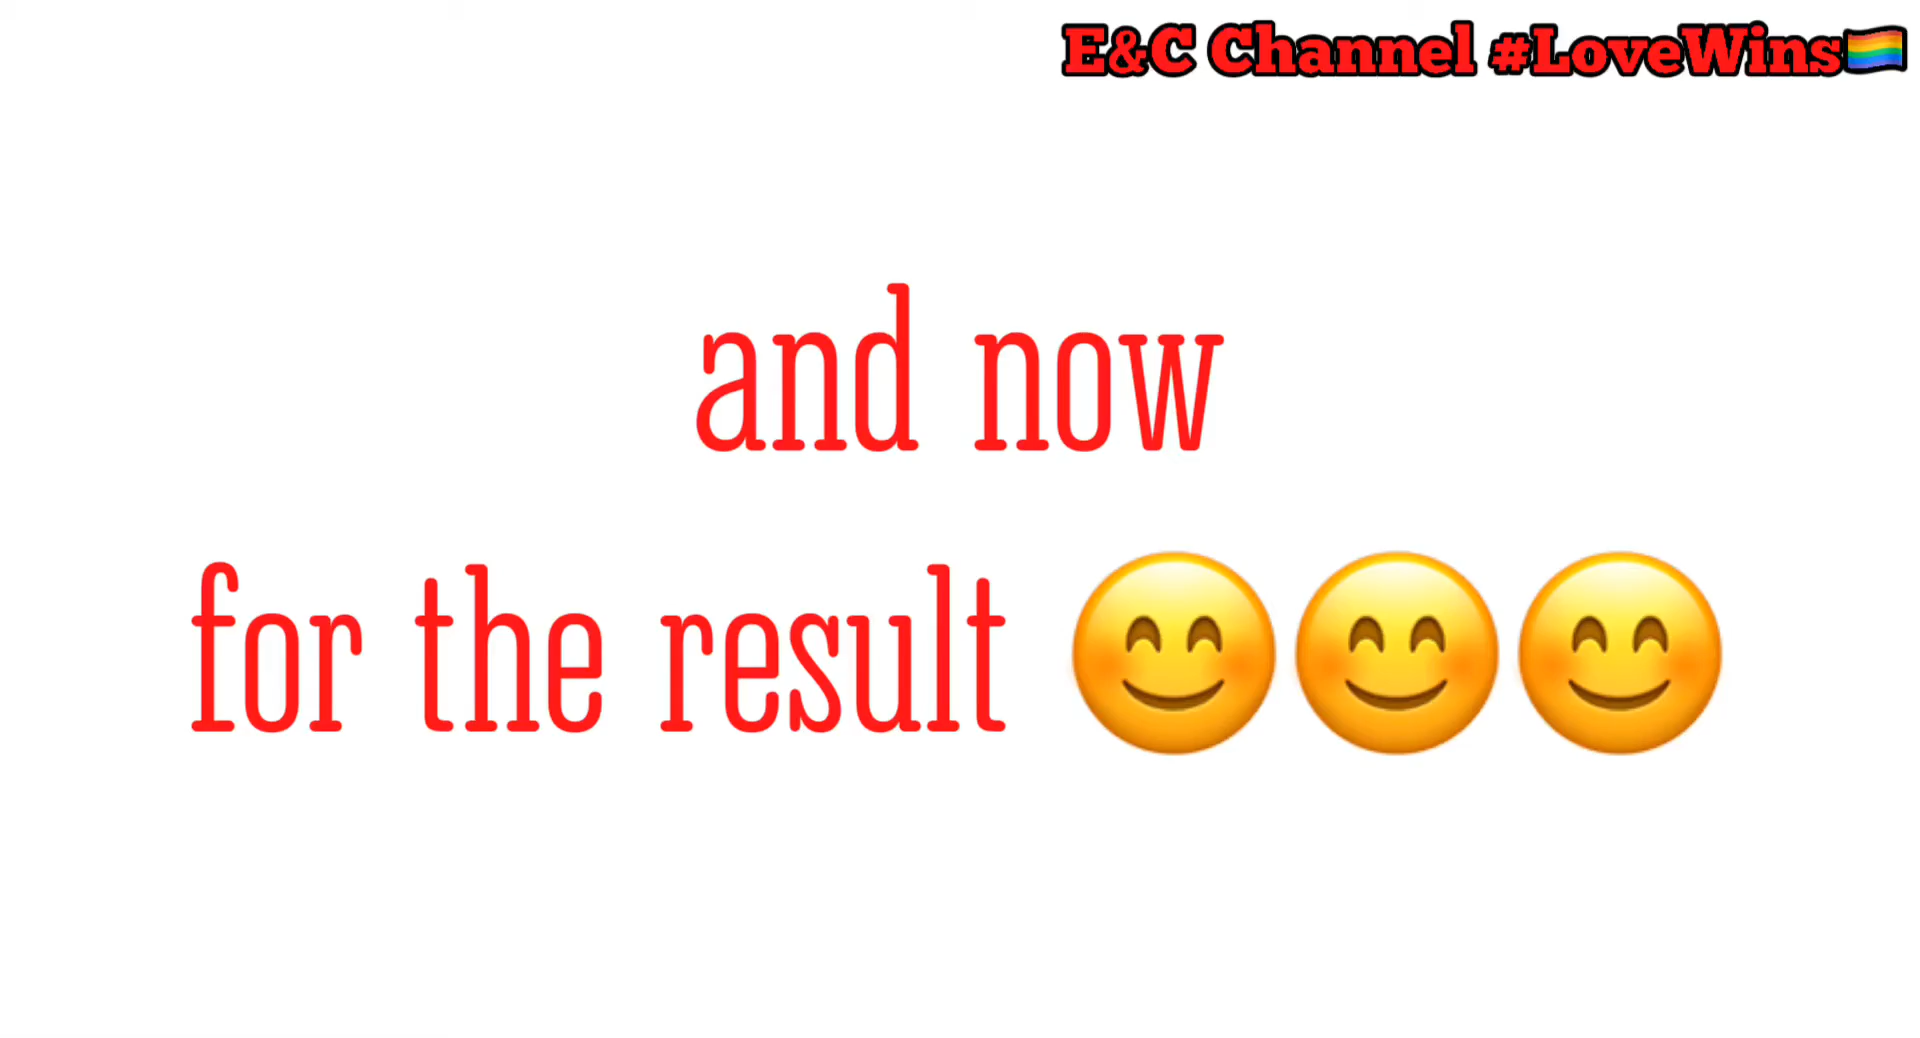 E&C Channel #LoveWins🏳️‍🌈
and now
for the result 😊😊😊